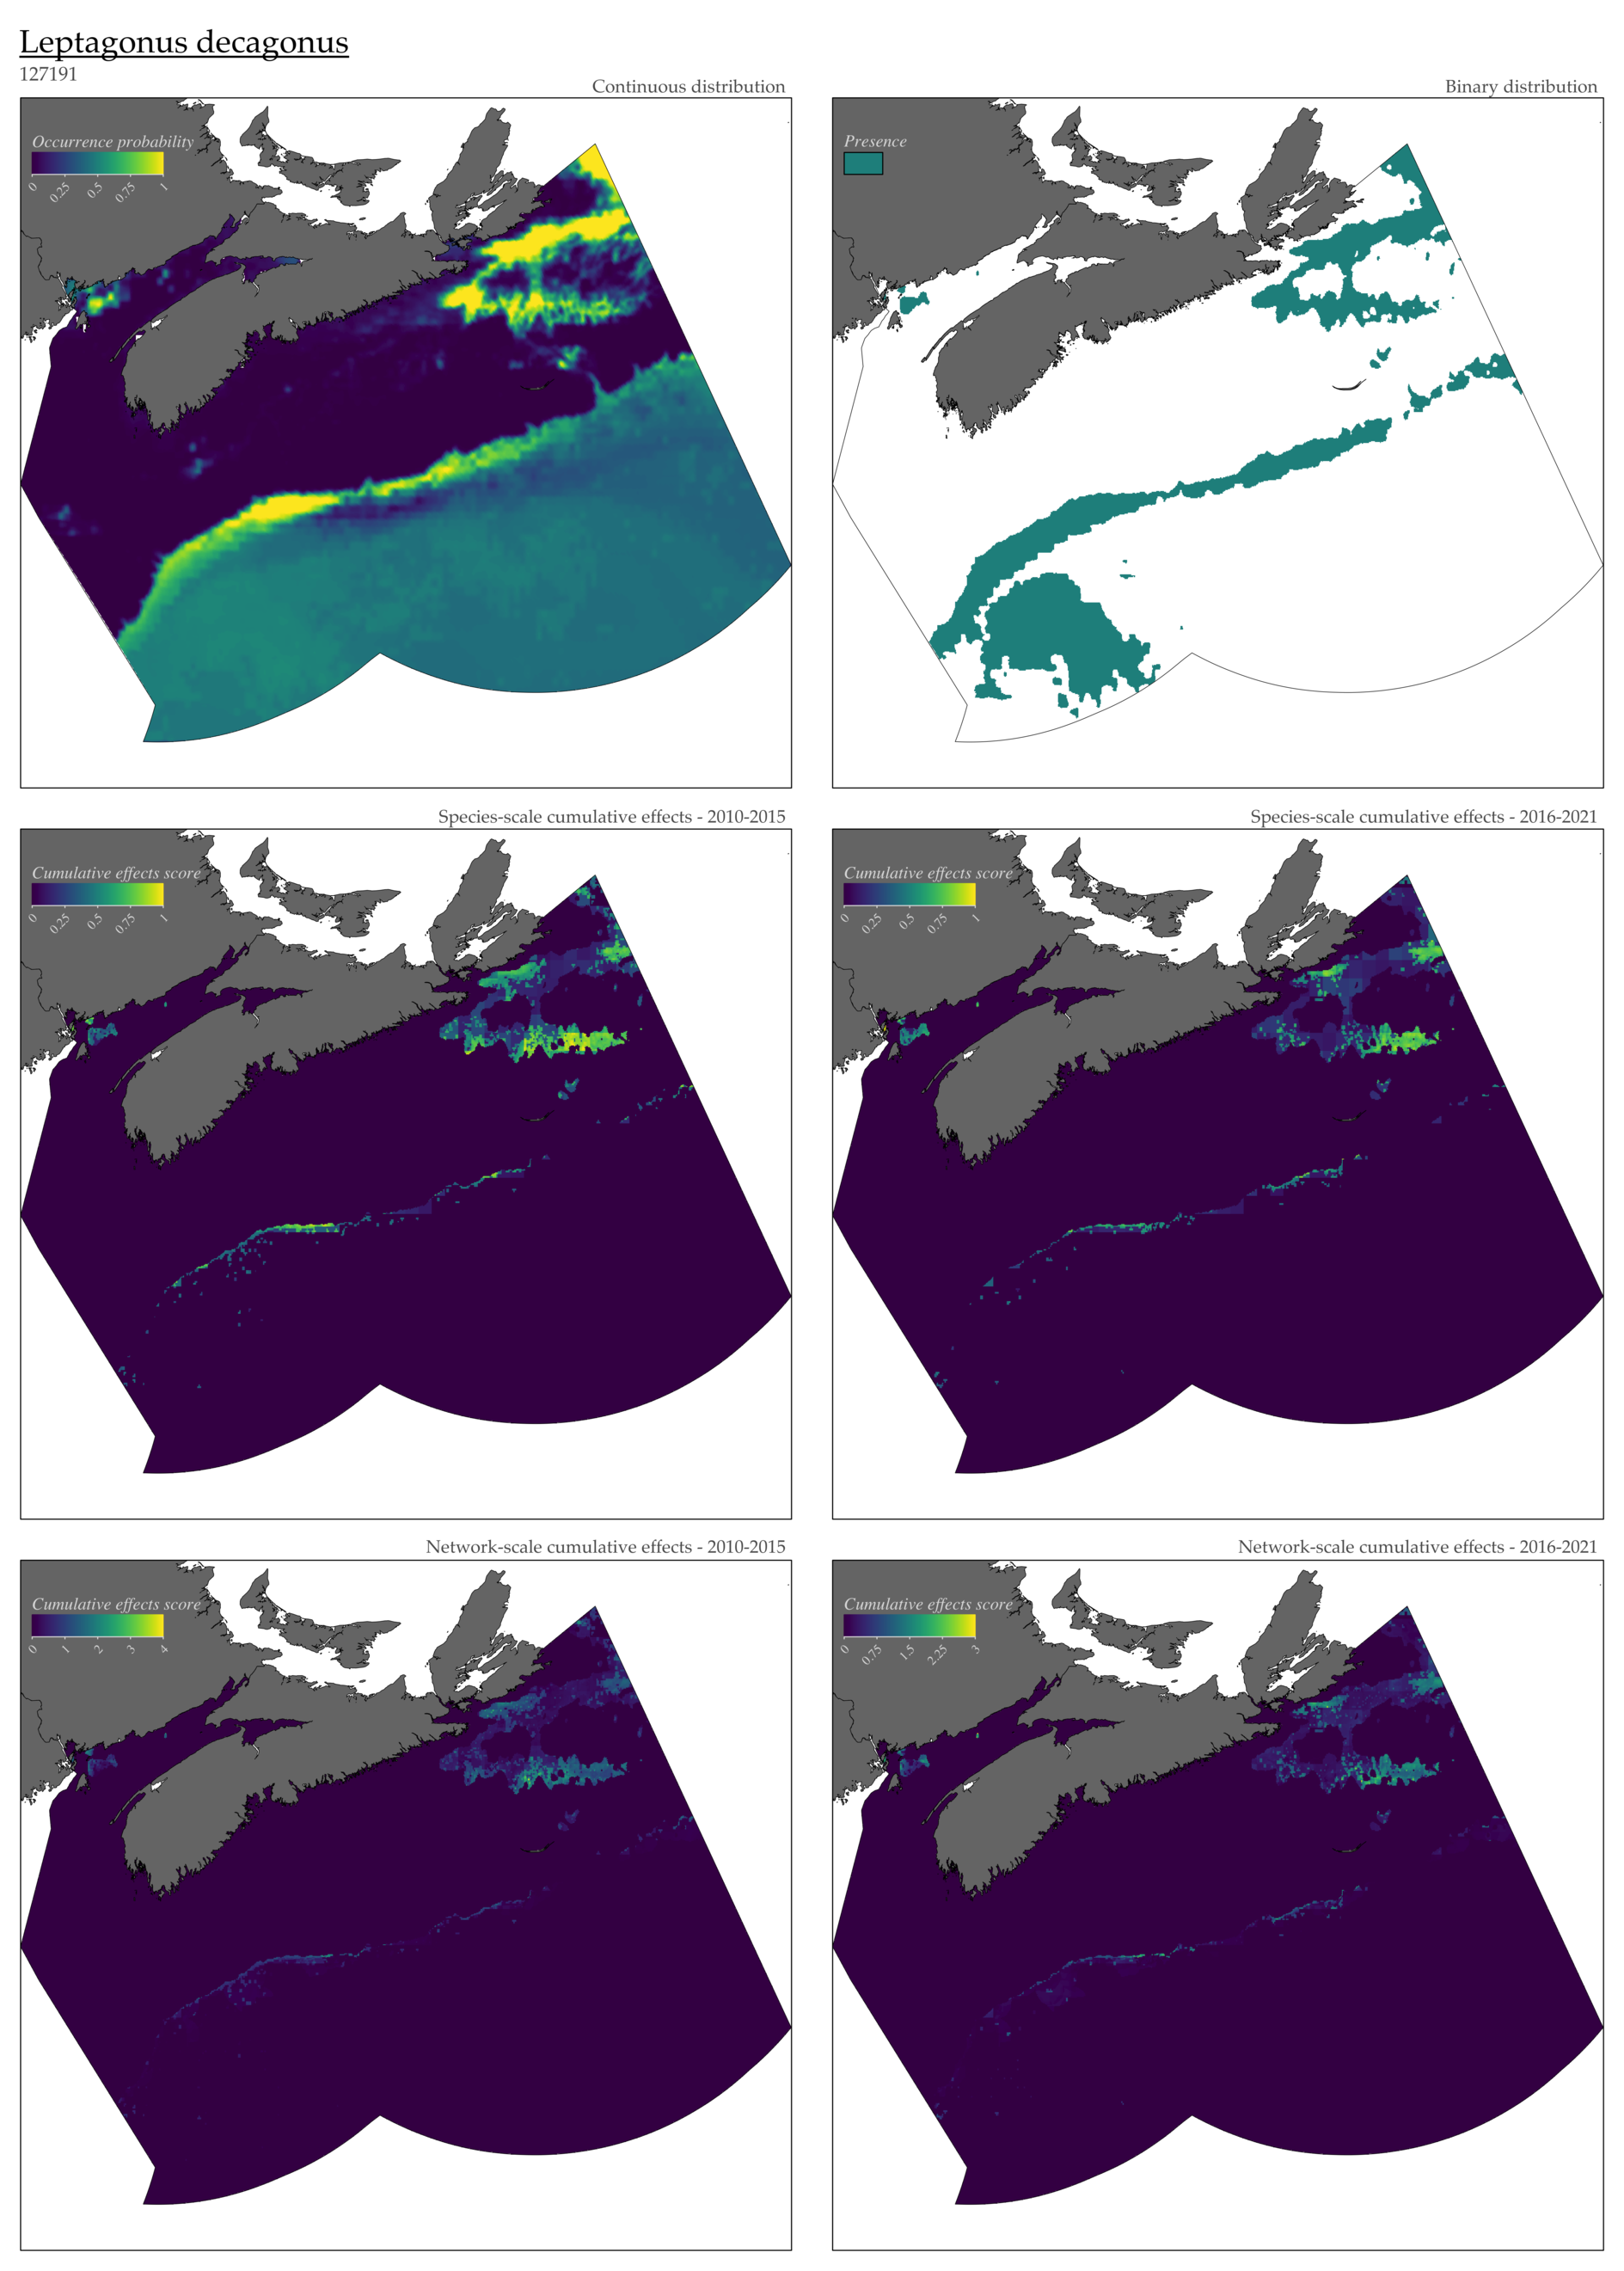 Leptagonus decagonus
127191
Continuous distribution
Occurrence probability
0 0.25 0.5 0.75 1
Binary distribution
Presence
Species-scale cumulative effects - 2010-2015
Cumulative effects score
0 0.25 0.5 0.75 1
Species-scale cumulative effects - 2016-2021
Cumulative effects score
0 0.25 0.5 0.75 1
Network-scale cumulative effects - 2010-2015
Cumulative effects score
0 1 2 3 4
Network-scale cumulative effects - 2016-2021
Cumulative effects score
0 0.75 1.5 2.25 3